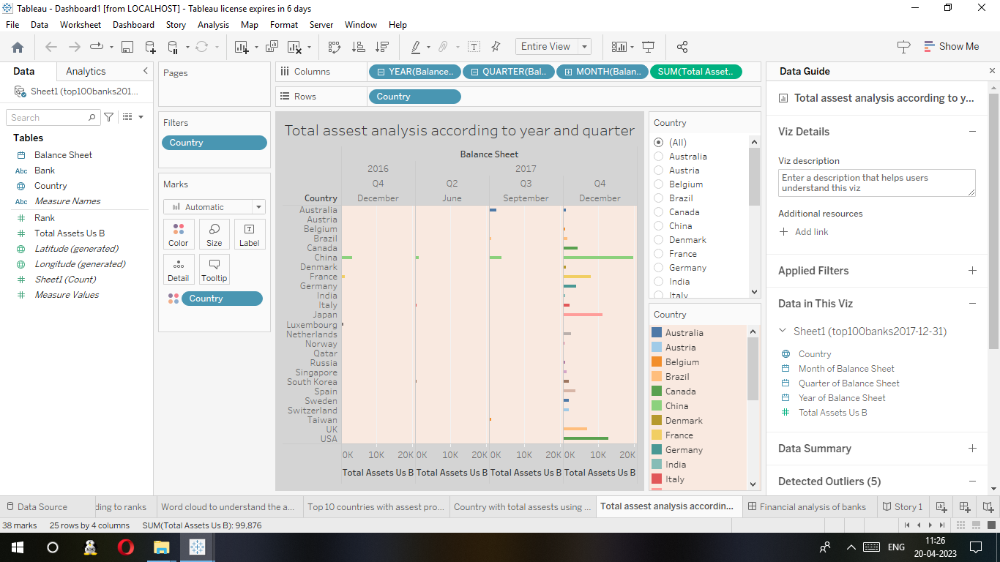 Tableau - Dashboard1 [from LOCALHOST] - Tableau license expires in 6 days
File Data Worksheet Dashboard Story Analysis Map Format Server Window Help
Entire View
Show Me
Data Analytics
Sheet1 (top100banks201...
Search
Tables
Balance Sheet
Abc Bank
Country
Abc Measure Names
Rank
Total Assets Us B
Latitude (generated)
Longitude (generated)
Sheet1 (Count)
Measure Values
Pages
Filters
Country
Marks
Automatic
Color Size Label
Detail Tooltip
Country
Columns YEAR(Balance.. QUARTER(Bal.. MONTH(Balan.. SUM(Total Asset..
Rows Country
Total assest analysis according to year and quarter
Balance Sheet
2016 2017
Q4 Q2 Q3 Q4
Country December June September December
Australia
Austria
Belgium
Brazil
Canada
China
Denmark
France
Germany
India
Italy
Japan
Luxembourg
Netherlands
Norway
Qatar
Russia
Singapore
South Korea
Spain
Sweden
Switzerland
Taiwan
UK
USA
0K 10K 20K 0K 10K 20K 0K 10K 20K 0K 10K 20K
Total Assets Us B Total Assets Us B Total Assets Us B Total Assets Us B
Country
(All)
Australia
Austria
Belgium
Brazil
Canada
China
Denmark
France
Germany
India
Italy
Country
Australia
Austria
Belgium
Brazil
Canada
China
Denmark
France
Germany
India
Italy
Data Guide
Total assest analysis according to y...
Viz Details
Viz description
Enter a description that helps users
understand this viz
Additional resources
Add link
Applied Filters
Data in This Viz
Sheet1 (top100banks2017-12-31)
Country
Month of Balance Sheet
Quarter of Balance Sheet
Year of Balance Sheet
Total Assets Us B
Data Summary
Detected Outliers (5)
Data Source ding to ranks Word cloud to understand the a... Top 10 countries with assest pro... Country with total assests using ... Total assest analysis accordin... Financial analysis of banks Story 1
38 marks 25 rows by 4 columns SUM(Total Assets Us B): 99,876
ENG
11:26
20-04-2023